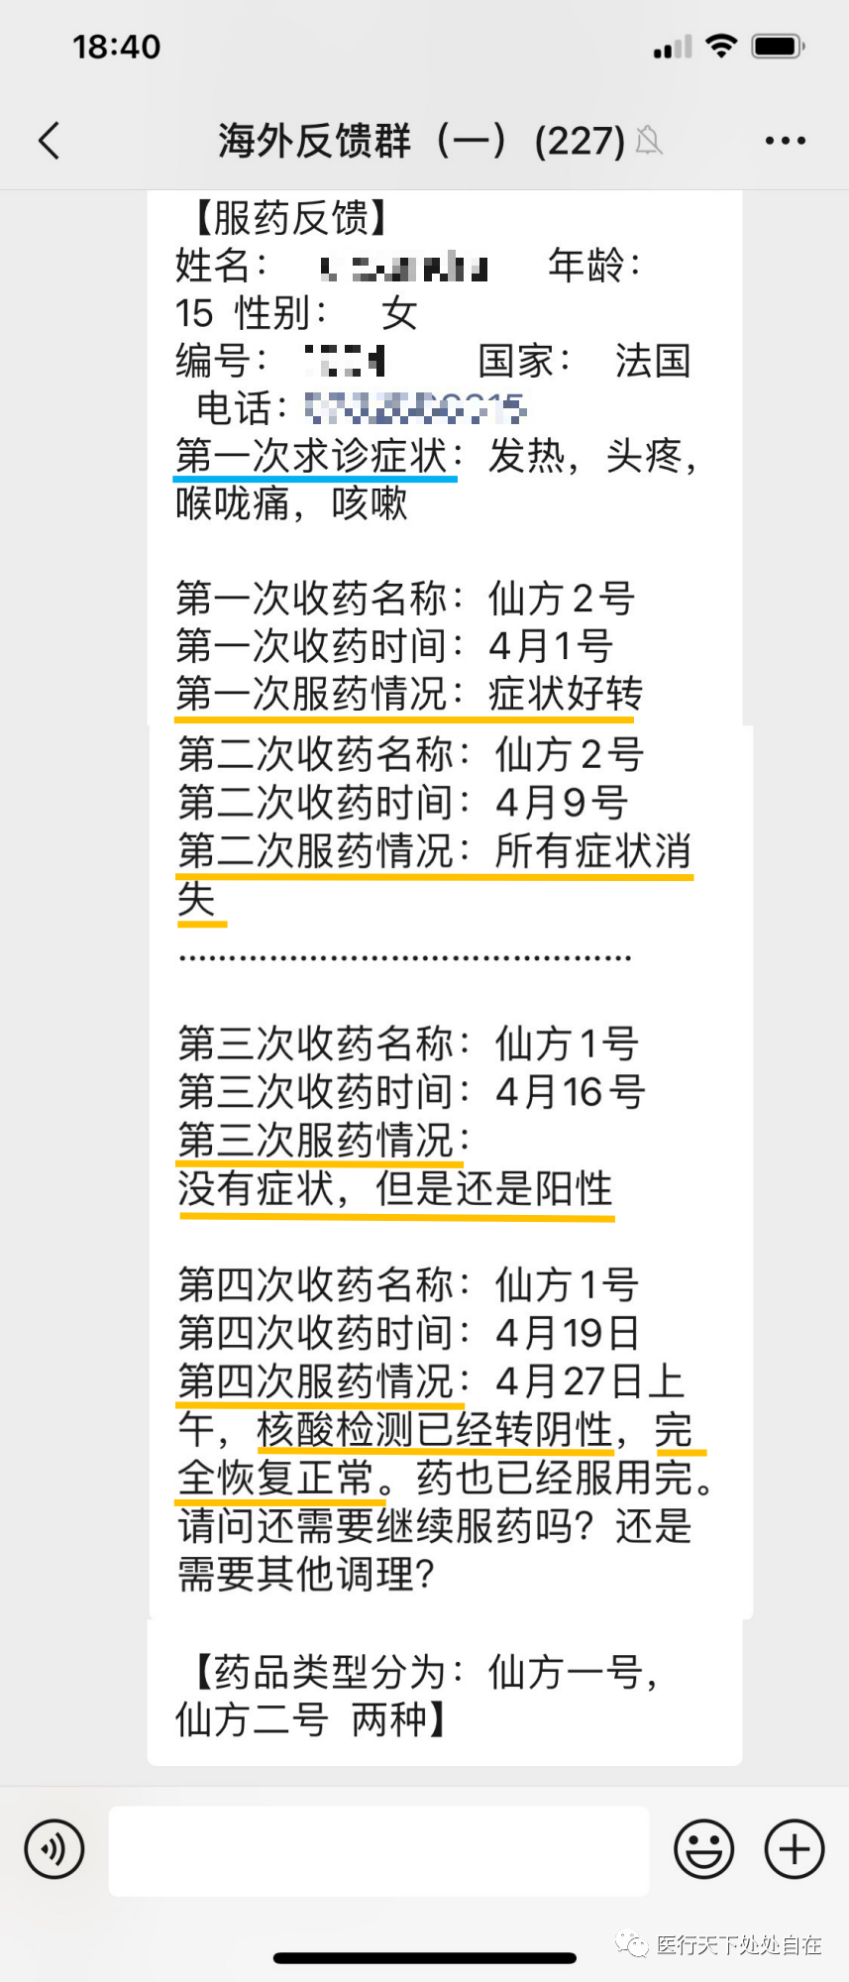 18:40
海外反馈群（一）(227)
【服药反馈】
姓名： 年龄：
15 性别： 女
编号： 国家： 法国
电话：
第一次求诊症状：发热，头疼，
喉咙痛，咳嗽
第一次收药名称：仙方2号
第一次收药时间：4月1号
第一次服药情况：症状好转
第二次收药名称：仙方2号
第二次收药时间：4月9号
第二次服药情况：所有症状消
失
................................................
第三次收药名称：仙方1号
第三次收药时间：4月16号
第三次服药情况：
没有症状，但是还是阳性
第四次收药名称：仙方1号
第四次收药时间：4月19日
第四次服药情况：4月27日上
午，核酸检测已经转阴性，完
全恢复正常。药也已经服用完。
请问还需要继续服药吗？还是
需要其他调理？
【药品类型分为：仙方一号，
仙方二号 两种】
医行天下处处自在